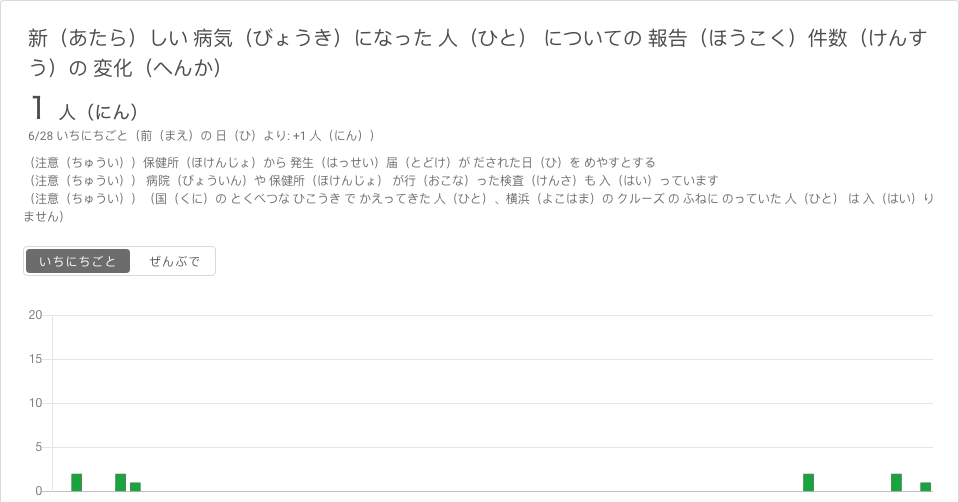 新（あたら）しい 病気（びょうき）になった 人（ひと） についての 報告（ほうこく）件数（けんす
う）の 変化（へんか）
1 人（にん）
6/28 いちにちごと（前（まえ）の 日（ひ）より: +1 人（にん））
（注意（ちゅうい））保健所（ほけんじょ）から 発生（はっせい）届（とどけ）が だされた日（ひ）を めやすとする
（注意（ちゅうい）） 病院（びょういん）や 保健所（ほけんじょ） が行（おこな）った検査（けんさ）も 入（はい）っています
（注意（ちゅうい））（国（くに）の とくべつな ひこうき で かえってきた 人（ひと）、横浜（よこはま）の クルーズ の ふねに のっていた 人（ひと） は 入（はい）り
ません）
いちにちごと ぜんぶで
20
15
10
5
0